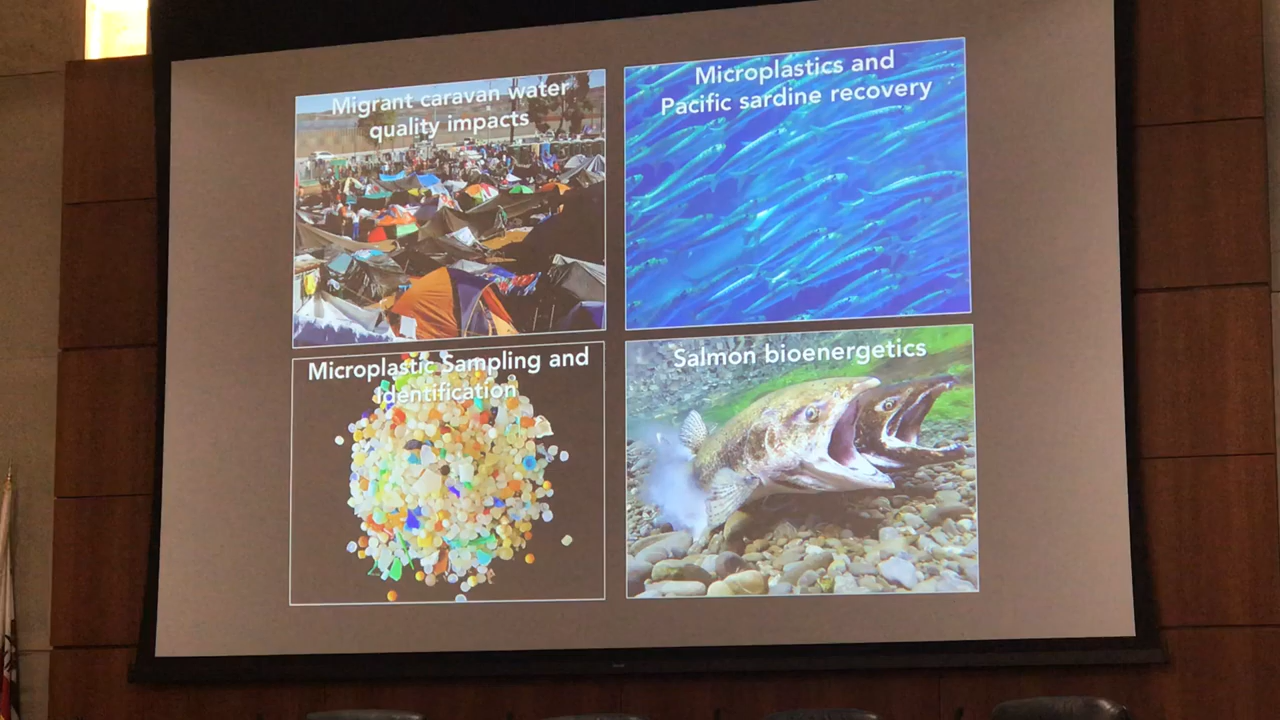 Migrant caravan water
quality impacts
Microplastics and
Pacific sardine recovery
Microplastic Sampling and
Identification
Salmon bioenergetics